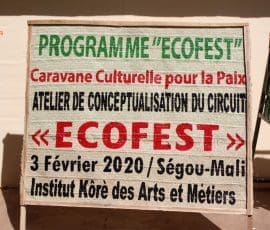 PROGRAMME "ECOFEST"
Caravane Culturelle pour la Paix
ATELIER DE CONCEPTUALISATION DU CIRCUIT
« ECOFEST »
3 Février 2020 / Ségou-Mali
Institut Kôrè des Arts et Métiers